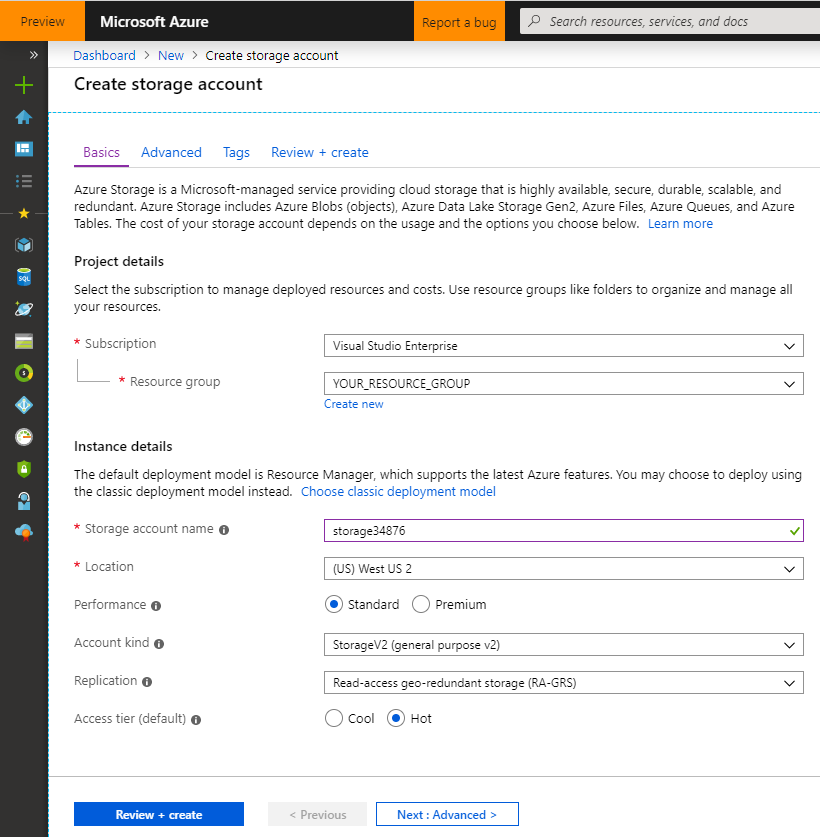 Preview
Microsoft Azure
Report a bug
Search resources, services, and docs
Dashboard > New > Create storage account
Create storage account
Basics Advanced Tags Review + create
Azure Storage is a Microsoft-managed service providing cloud storage that is highly available, secure, durable, scalable, and
redundant. Azure Storage includes Azure Blobs (objects), Azure Data Lake Storage Gen2, Azure Files, Azure Queues, and Azure
Tables. The cost of your storage account depends on the usage and the options you choose below. Learn more
Project details
Select the subscription to manage deployed resources and costs. Use resource groups like folders to organize and manage all
your resources.
* Subscription Visual Studio Enterprise
* Resource group YOUR_RESOURCE_GROUP
Create new
Instance details
The default deployment model is Resource Manager, which supports the latest Azure features. You may choose to deploy using
the classic deployment model instead. Choose classic deployment model
* Storage account name storage34876
* Location (US) West US 2
Performance Standard Premium
Account kind StorageV2 (general purpose v2)
Replication Read-access geo-redundant storage (RA-GRS)
Access tier (default) Cool Hot
Review + create < Previous Next : Advanced >